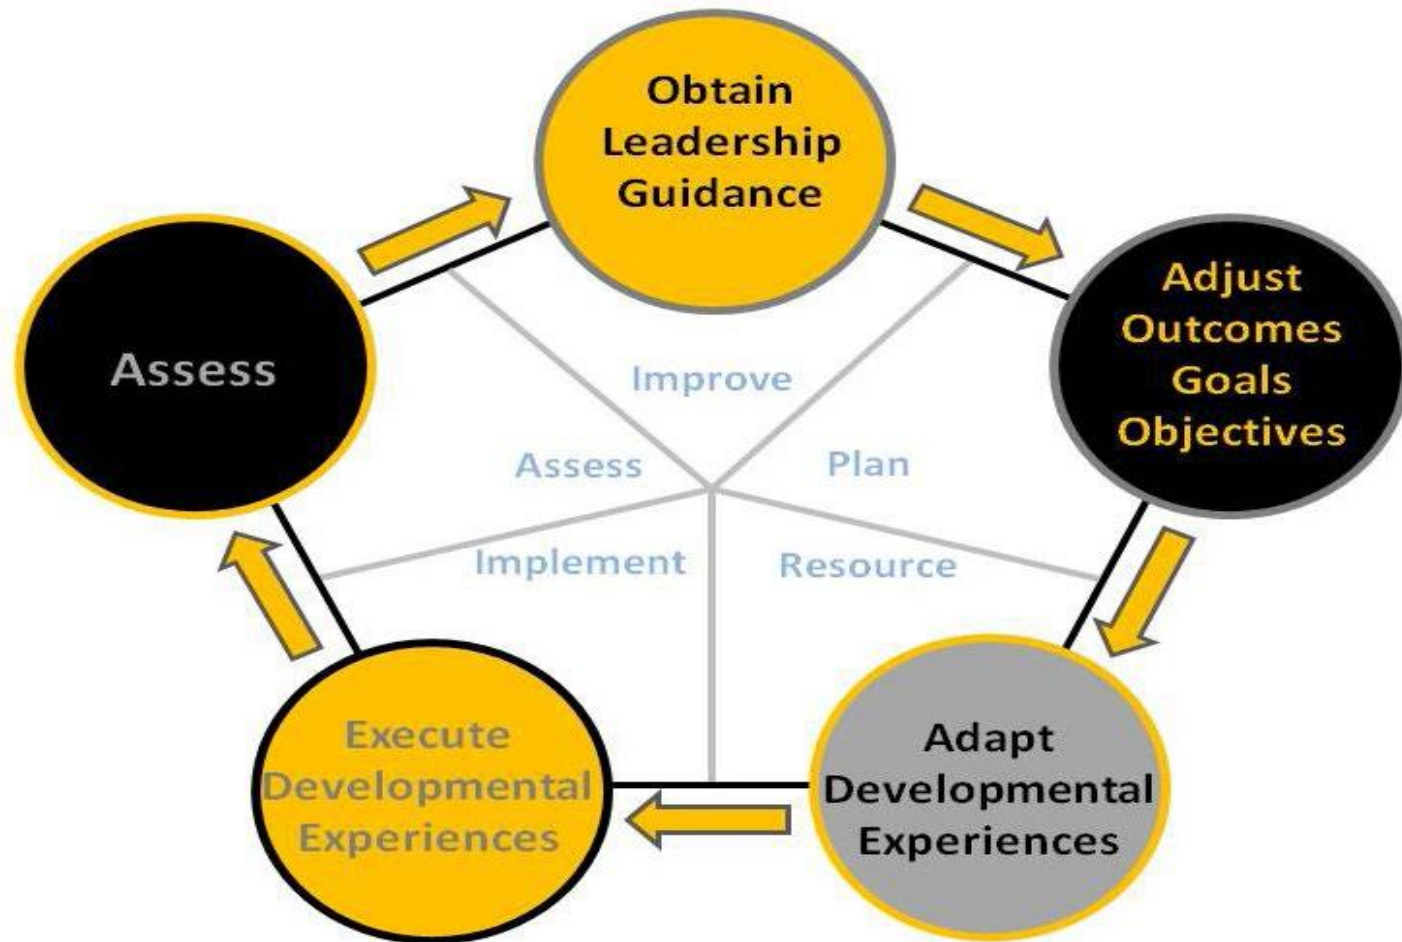 Obtain
Leadership
Guidance
Adjust
Outcomes
Goals
Objectives
Assess
Improve
Assess
Plan
Implement
Resource
Execute
Developmental
Experiences
Adapt
Developmental
Experiences